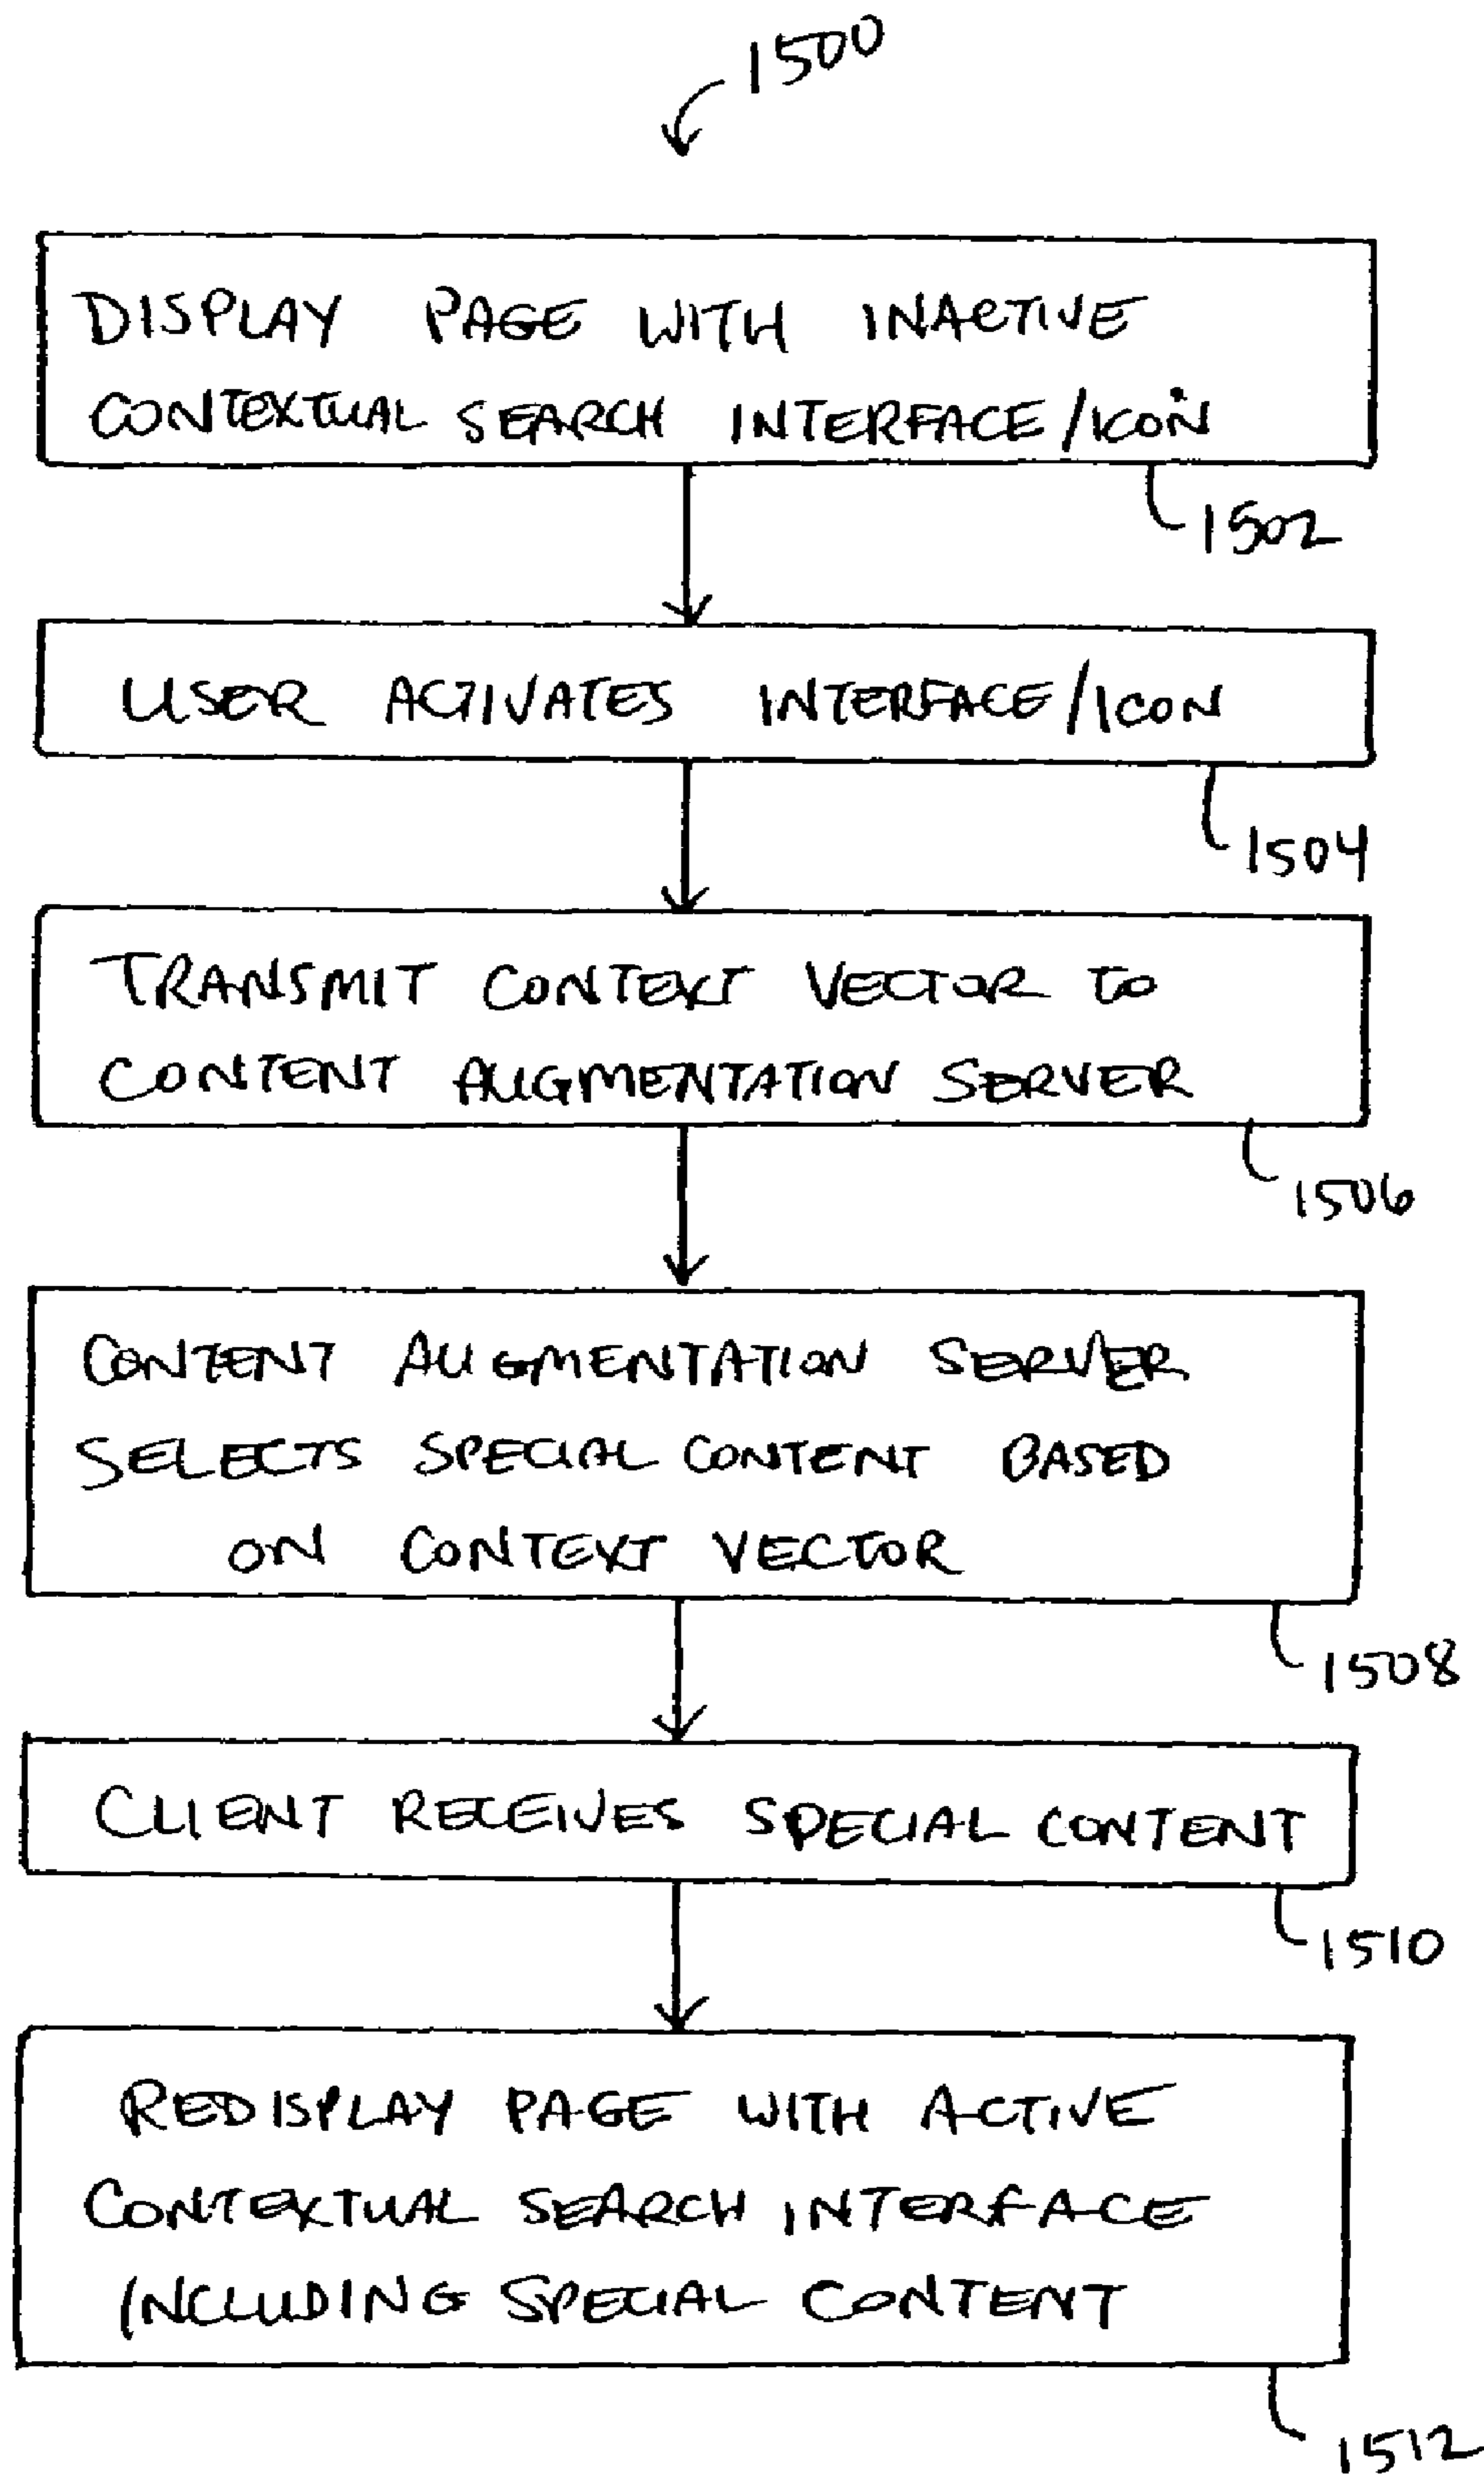 1500
DISPLAY PAGE WITH INACTIVE
CONTEXTUAL SEARCH INTERFACE/ICON
1502
USER ACTIVATES INTERFACE/ICON
1504
TRANSMIT CONTEXT VECTOR TO
CONTENT AUGMENTATION SERVER
1506
CONTENT AUGMENTATION SERVER
SELECTS SPECIAL CONTENT BASED
ON CONTEXT VECTOR
1508
CLIENT RECEIVES SPECIAL CONTENT
1510
REDISPLAY PAGE WITH ACTIVE
CONTEXTUAL SEARCH INTERFACE
INCLUDING SPECIAL CONTENT
1512